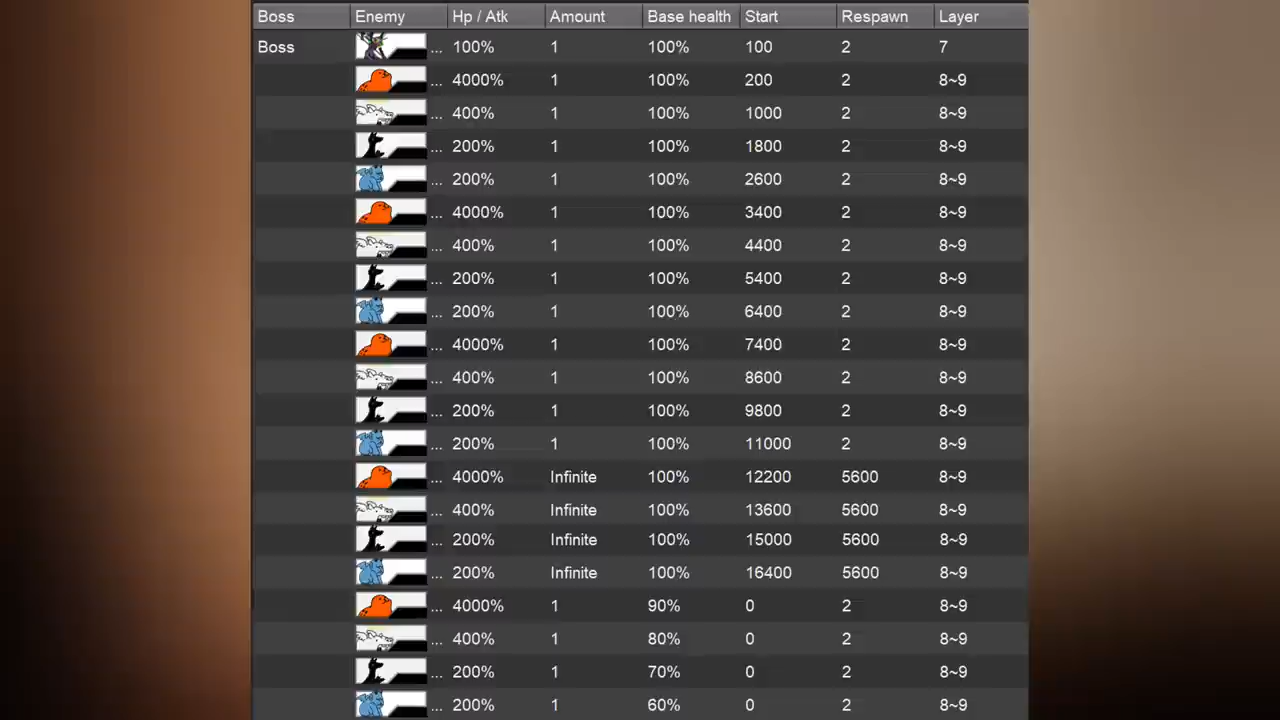 Boss Enemy Hp / Atk Amount Base health Start Respawn Layer
Boss ... 100% 1 100% 100 2 7
... 4000% 1 100% 200 2 8~9
... 400% 1 100% 1000 2 8~9
... 200% 1 100% 1800 2 8~9
... 200% 1 100% 2600 2 8~9
... 4000% 1 100% 3400 2 8~9
... 400% 1 100% 4400 2 8~9
... 200% 1 100% 5400 2 8~9
... 200% 1 100% 6400 2 8~9
... 4000% 1 100% 7400 2 8~9
... 400% 1 100% 8600 2 8~9
... 200% 1 100% 9800 2 8~9
... 200% 1 100% 11000 2 8~9
... 4000% Infinite 100% 12200 5600 8~9
... 400% Infinite 100% 13600 5600 8~9
... 200% Infinite 100% 15000 5600 8~9
... 200% Infinite 100% 16400 5600 8~9
... 4000% 1 90% 0 2 8~9
... 400% 1 80% 0 2 8~9
... 200% 1 70% 0 2 8~9
... 200% 1 60% 0 2 8~9